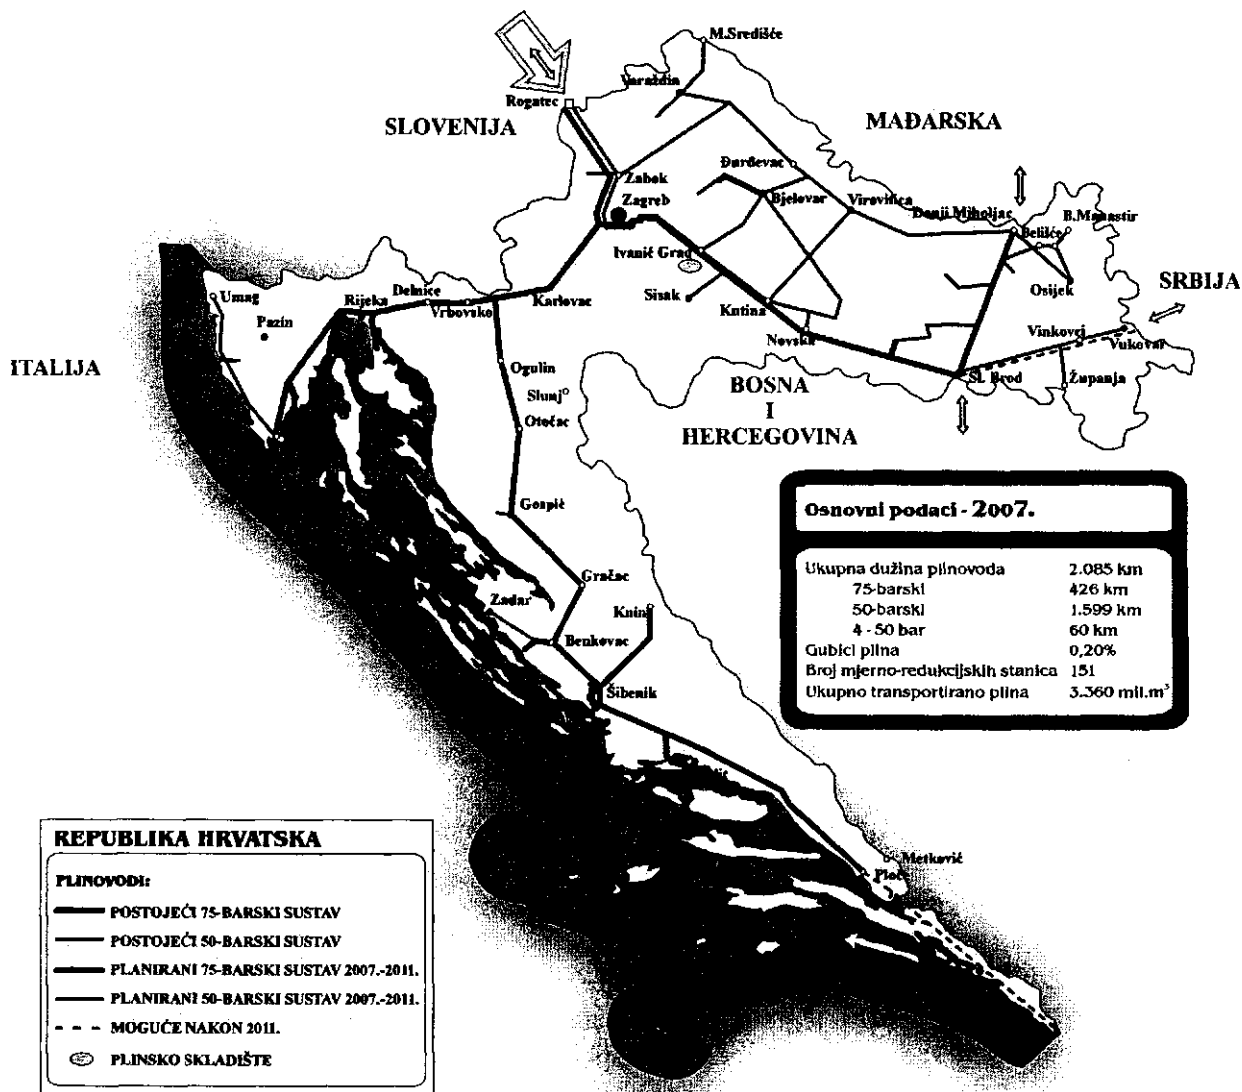 M.Središće
Varaždin
Rogatec
SLOVENIJA
MAĐARSKA
Đurđevac
Zabok
Bjelovar
Virovitica
Zagreb
Donji Miholjac
B.Manastir
Belišće
Ivanić Grad
SRBIJA
Umag
Delnice
Sisak
Osijek
Rijeka
Karlovac
Kutina
Vrbovsko
Pazin
Novska
Vinkovci
Vukovar
ITALIJA
Ogulin
BOSNA
I
HERCEGOVINA
Sl. Brod
Županja
Slunj
Otočac
Gospić
Osnovni podaci - 2007.
Ukupna dužina plinovoda 2.085 km
75-barski 426 km
50-barski 1.599 km
4 - 50 bar 60 km
Gubici plina 0,20%
Broj mjerno-redukcijskih stanica 151
Ukupno transportirano plina 3.360 mil.m³
Gračac
Zadar
Knin
Benkovac
Šibenik
Metković
Ploče
REPUBLIKA HRVATSKA
PLINOVODI:
POSTOJEĆI 75-BARSKI SUSTAV
POSTOJEĆI 50-BARSKI SUSTAV
PLANIRANI 75-BARSKI SUSTAV 2007.-2011.
PLANIRANI 50-BARSKI SUSTAV 2007.-2011.
MOGUĆE NAKON 2011.
PLINSKO SKLADIŠTE